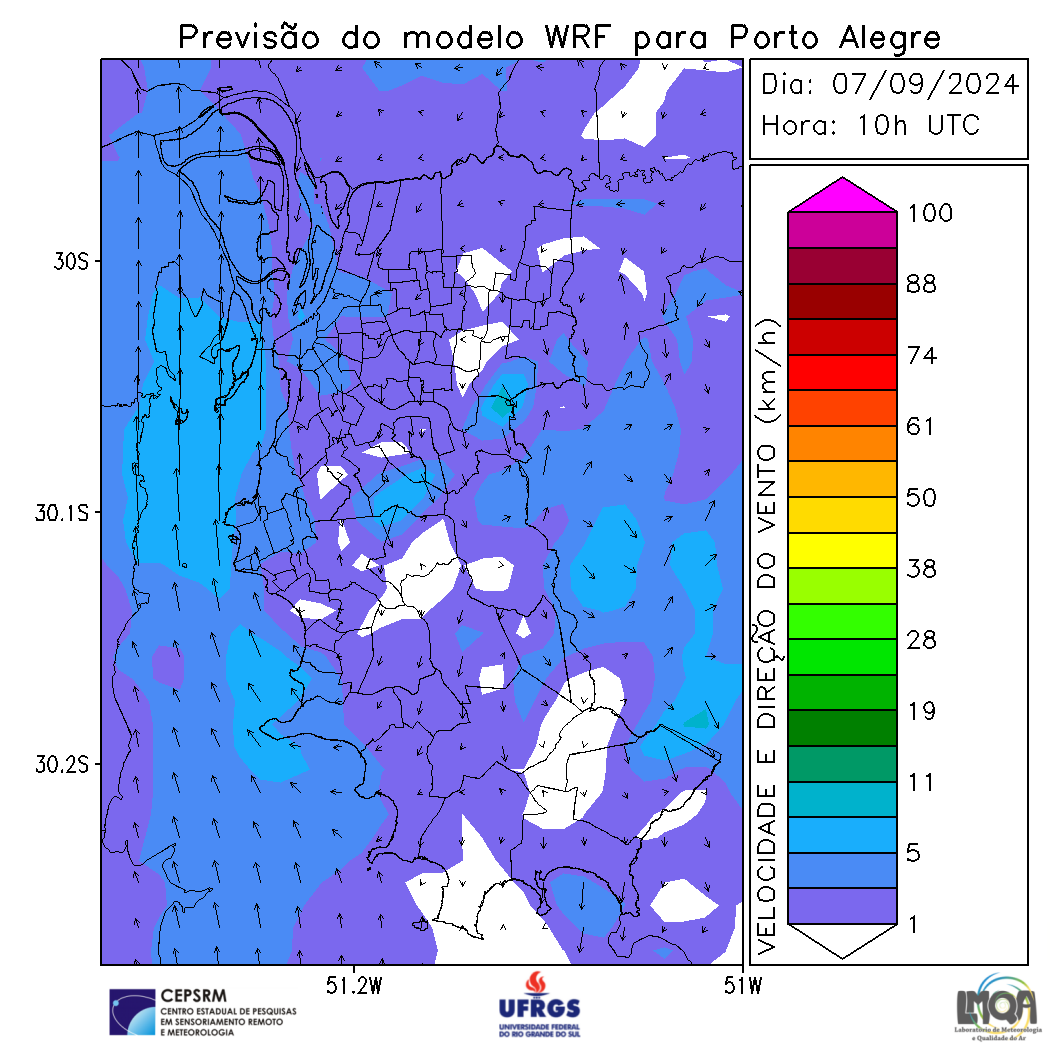 Previsão do modelo WRF para Porto Alegre
Dia: 07/09/2024
Hora: 10h UTC
30S
30.1S
30.2S
51.2W
51W
VELOCIDADE E DIREÇÃO DO VENTO (km/h)
100
88
74
61
50
38
28
19
11
5
1
CEPSRM
CENTRO ESTADUAL DE PESQUISAS
EM SENSORIAMENTO REMOTO
E METEOROLOGIA
UFRGS
UNIVERSIDADE FEDERAL
DO RIO GRANDE DO SUL
LMQA
Laboratório de Meteorologia
e Qualidade do Ar